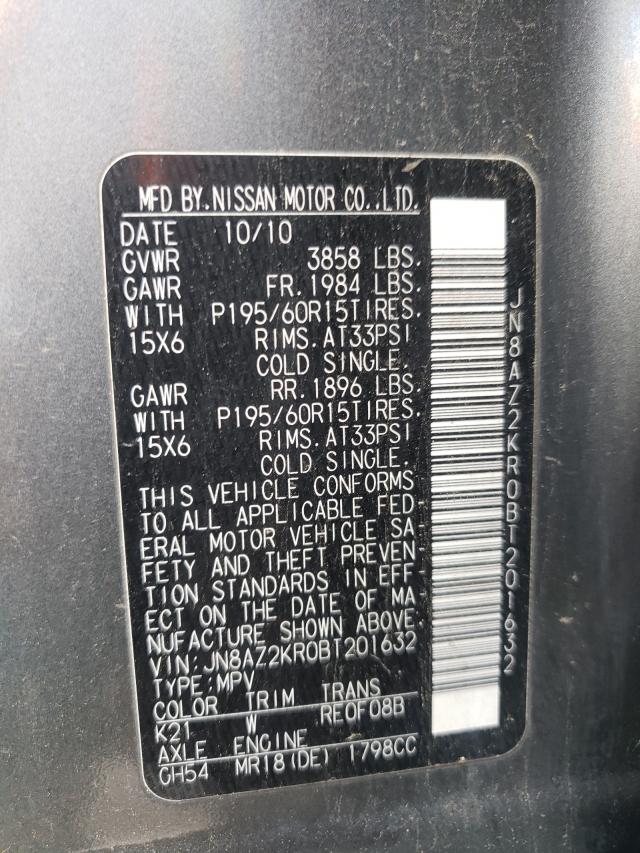 MFD BY.NISSAN MOTOR CO.,LTD.
DATE 10/10
GVWR 3858 LBS.
GAWR FR.1984 LBS.
WITH P195/60R15TIRES.
15X6 RIMS.AT33PSI
COLD SINGLE.
GAWR RR.1896 LBS.
WITH P195/60R15TIRES.
15X6 RIMS.AT33PSI
COLD SINGLE.
THIS VEHICLE CONFORMS
TO ALL APPLICABLE FED
ERAL MOTOR VEHICLE SA-
FETY AND THEFT PREVEN-
TION STANDARDS IN EFF
ECT ON THE DATE OF MA-
NUFACTURE SHOWN ABOVE.
VIN:JN8AZ2KR0BT201632
TYPE:MPV
COLOR TRIM TRANS
K21 W RE0F08B
AXLE ENGINE
GH54 MR18(DE) 1798CC
JN8AZ2KR0BT201632